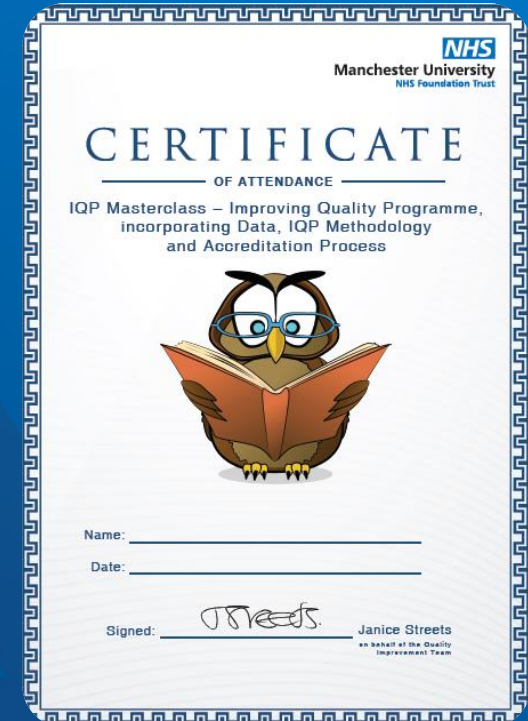 NHS
Manchester University
NHS Foundation Trust
CERTIFICATE
OF ATTENDANCE
IQP Masterclass – Improving Quality Programme,
incorporating Data, IQP Methodology
and Accreditation Process
Name:
Date:
Signed: J Streets. Janice Streets
on behalf of the Quality
Improvement Team